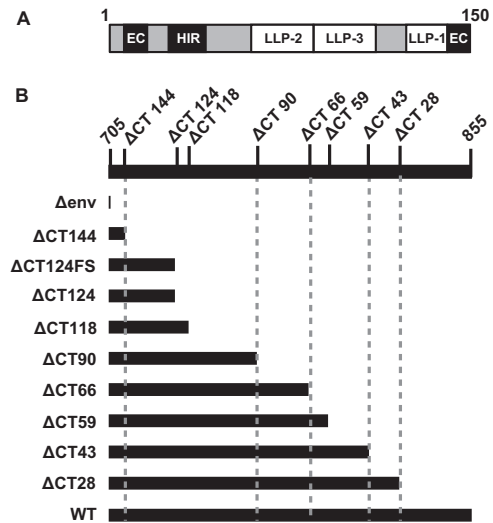 A
1
150
EC HIR LLP-2 LLP-3 LLP-1 EC
B
705 ΔCT 144 ΔCT 124 ΔCT 118 ΔCT 90 ΔCT 66 ΔCT 59 ΔCT 43 ΔCT 28 855
Δenv
ΔCT144
ΔCT124FS
ΔCT124
ΔCT118
ΔCT90
ΔCT66
ΔCT59
ΔCT43
ΔCT28
WT